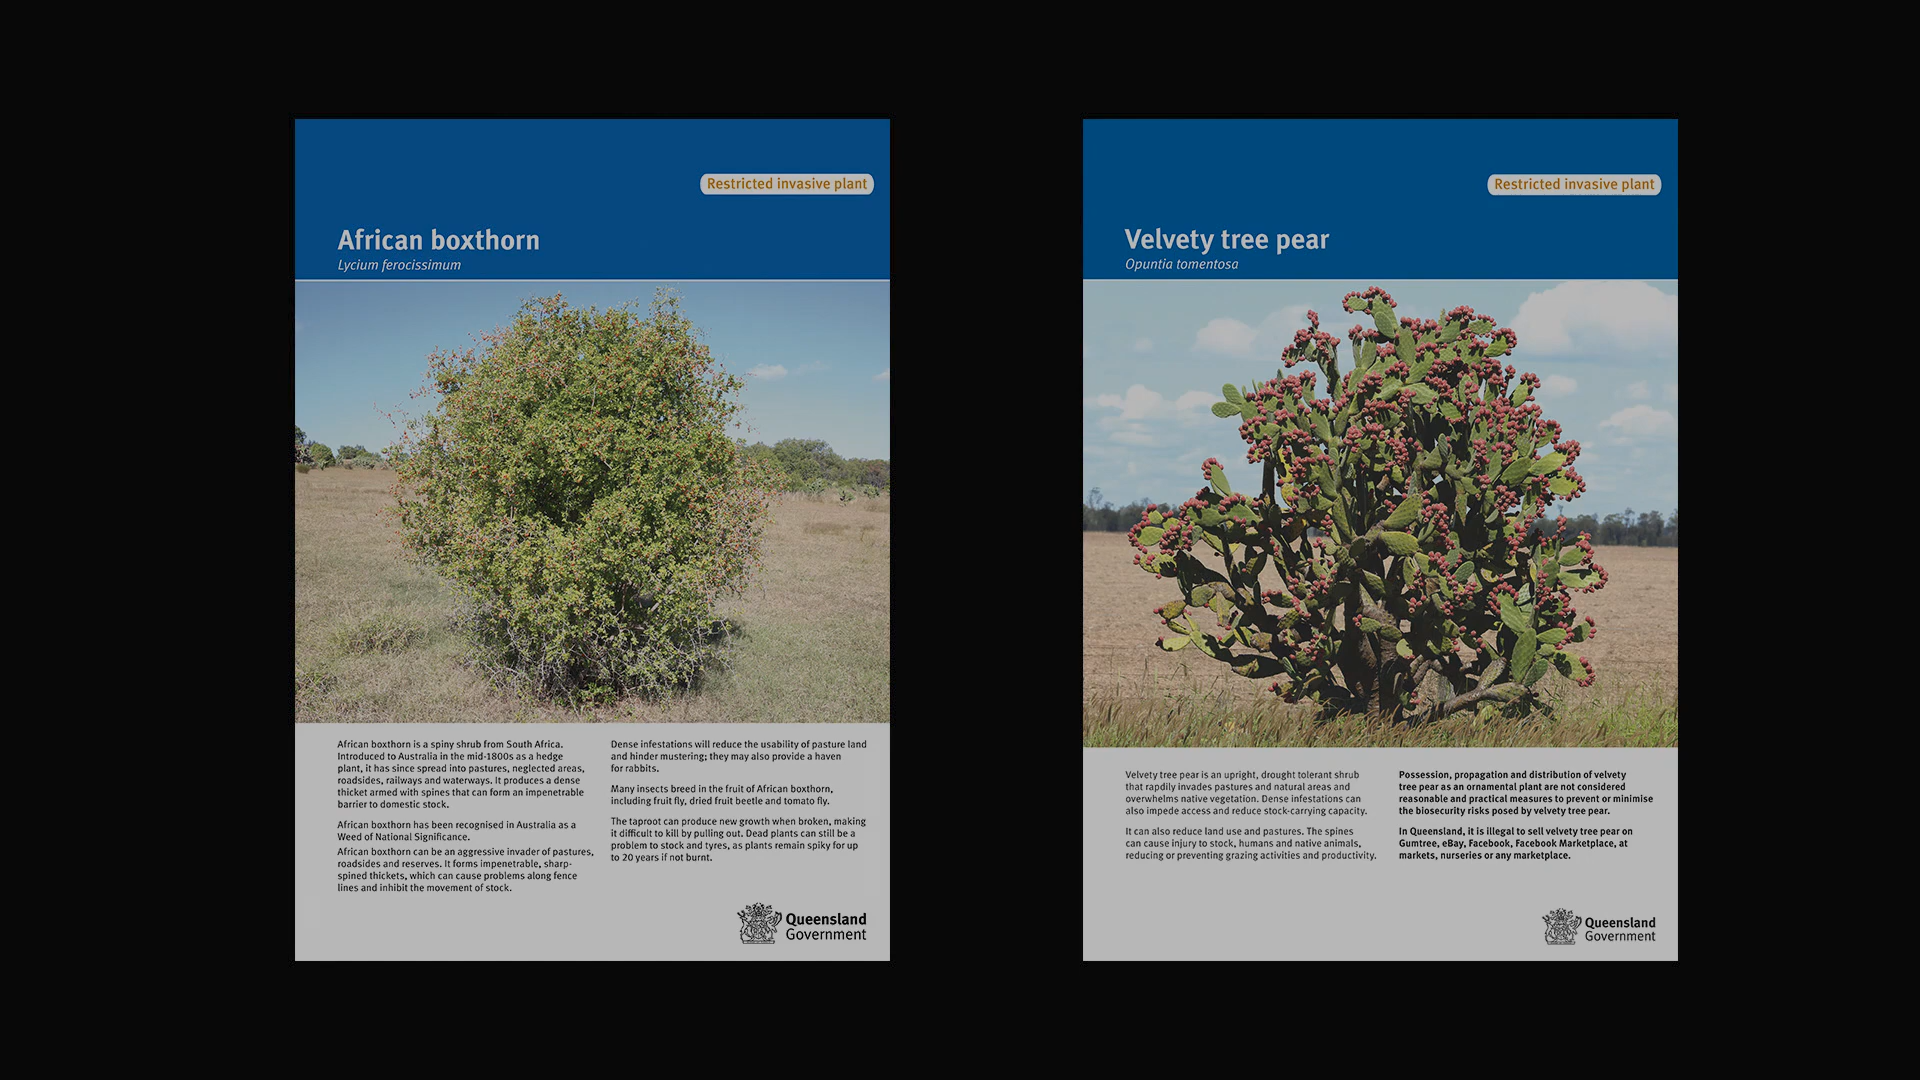 Restricted invasive plant
African boxthorn
Lycium ferocissimum
African boxthorn is a spiny shrub from South Africa.
Introduced to Australia in the mid-1800s as a hedge
plant, it has since spread into pastures, neglected areas,
roadsides, railways and waterways. It produces a dense
thicket armed with spines that can form an impenetrable
barrier to domestic stock.
African boxthorn has been recognised in Australia as a
Weed of National Significance.
African boxthorn can be an aggressive invader of pastures,
roadsides and reserves. It forms impenetrable, sharp-
spined thickets, which can cause problems along fence
lines and inhibit the movement of stock.
Dense infestations will reduce the usability of pasture land
and hinder mustering; they may also provide a haven
for rabbits.
Many insects breed in the fruit of African boxthorn,
including fruit fly, dried fruit beetle and tomato fly.
The taproot can produce new growth when broken, making
it difficult to kill by pulling out. Dead plants can still be a
problem to stock and tyres, as plants remain spiky for up
to 20 years if not burnt.
Queensland
Government
Restricted invasive plant
Velvety tree pear
Opuntia tomentosa
Velvety tree pear is an upright, drought tolerant shrub
that rapdily invades pastures and natural areas and
overwhelms native vegetation. Dense infestations can
also impede access and reduce stock-carrying capacity.
It can also reduce land use and pastures. The spines
can cause injury to stock, humans and native animals,
reducing or preventing grazing activities and productivity.
Possession, propagation and distribution of velvety
tree pear as an ornamental plant are not considered
reasonable and practical measures to prevent or minimise
the biosecurity risks posed by velvety tree pear.
In Queensland, it is illegal to sell velvety tree pear on
Gumtree, eBay, Facebook, Facebook Marketplace, at
markets, nurseries or any marketplace.
Queensland
Government